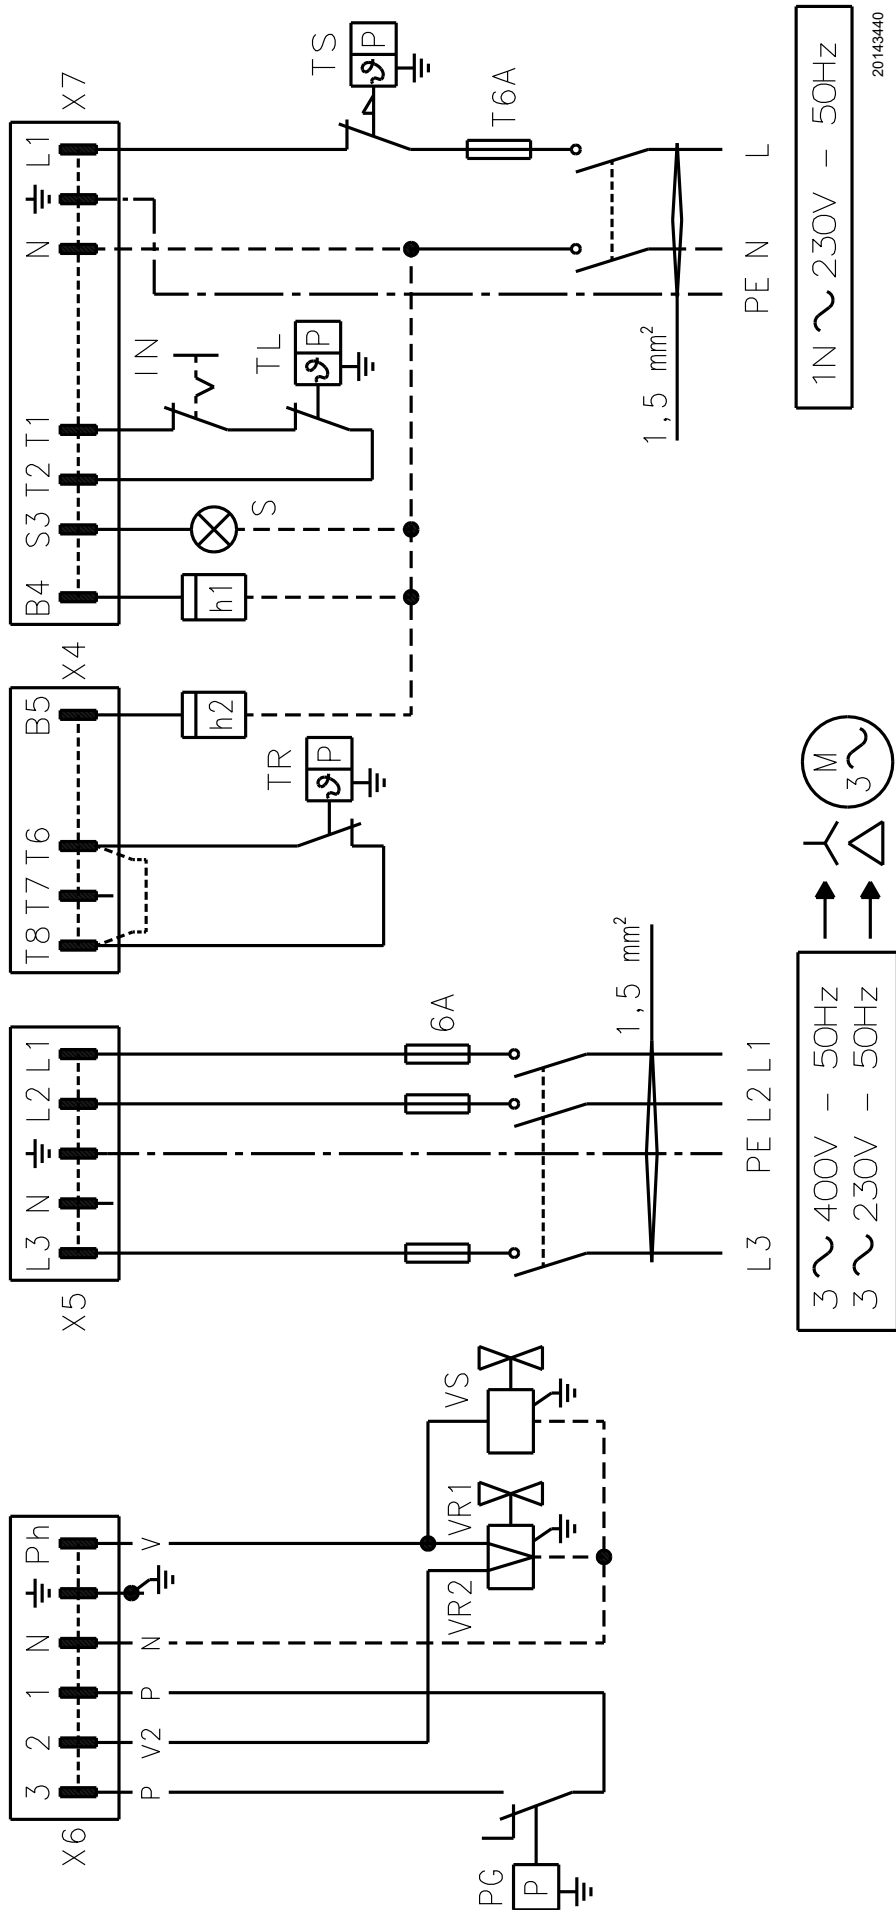 X7
L1
N
T1
T2
S3
B4
TS
P
T6A
IN
TL
P
S
h1
L
N
PE
1,5 mm²
1N ~ 230V - 50Hz
20143440
X4
B5
T6
T7
T8
h2
TR
P
X5
L1
L2
N
L3
6A
1,5 mm²
L1
L2
PE
L3
3 ~ 400V - 50Hz
3 ~ 230V - 50Hz
M
3 ~
X6
Ph
N
1
2
3
V
N
P
V2
P
VS
VR1
VR2
PG
P